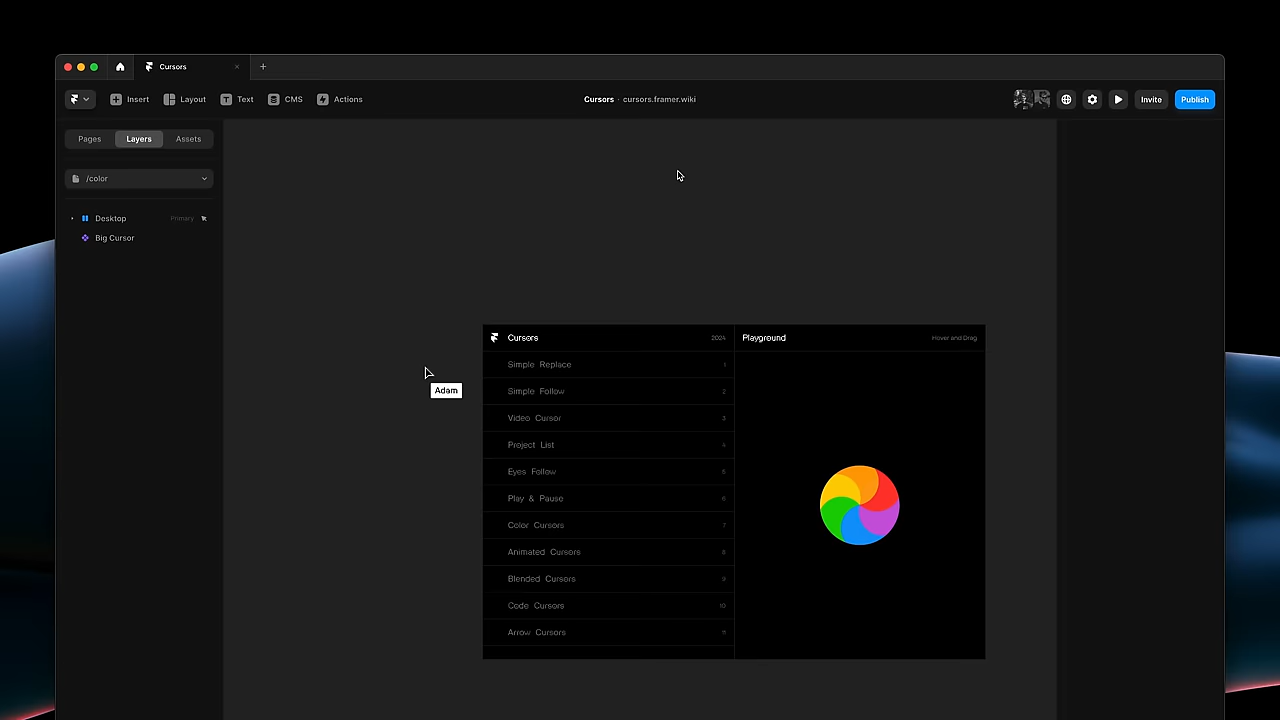 Cursors
Insert
Layout
Text
CMS
Actions
Cursors · cursors.framer.wiki
Invite
Publish
Pages
Layers
Assets
/color
Desktop
Primary
Big Cursor
Adam
Cursors 2024
Simple Replace 1
Simple Follow 2
Video Cursor 3
Project List 4
Eyes Follow 5
Play & Pause 6
Color Cursors 7
Animated Cursors 8
Blended Cursors 9
Code Cursors 10
Arrow Cursors 11
Playground
Hover and Drag